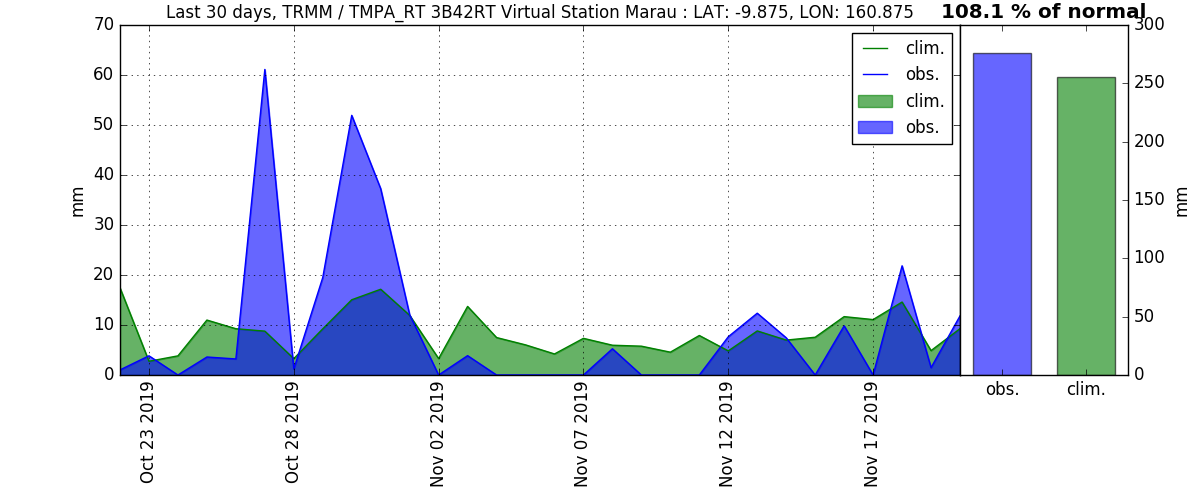 Last 30 days, TRMM / TMPA_RT 3B42RT Virtual Station Marau : LAT: -9.875, LON: 160.875
108.1 % of normal
70
60
50
40
30
20
10
0
mm
clim.
obs.
clim.
obs.
Oct 23 2019
Oct 28 2019
Nov 02 2019
Nov 07 2019
Nov 12 2019
Nov 17 2019
300
250
200
150
100
50
0
mm
obs.
clim.